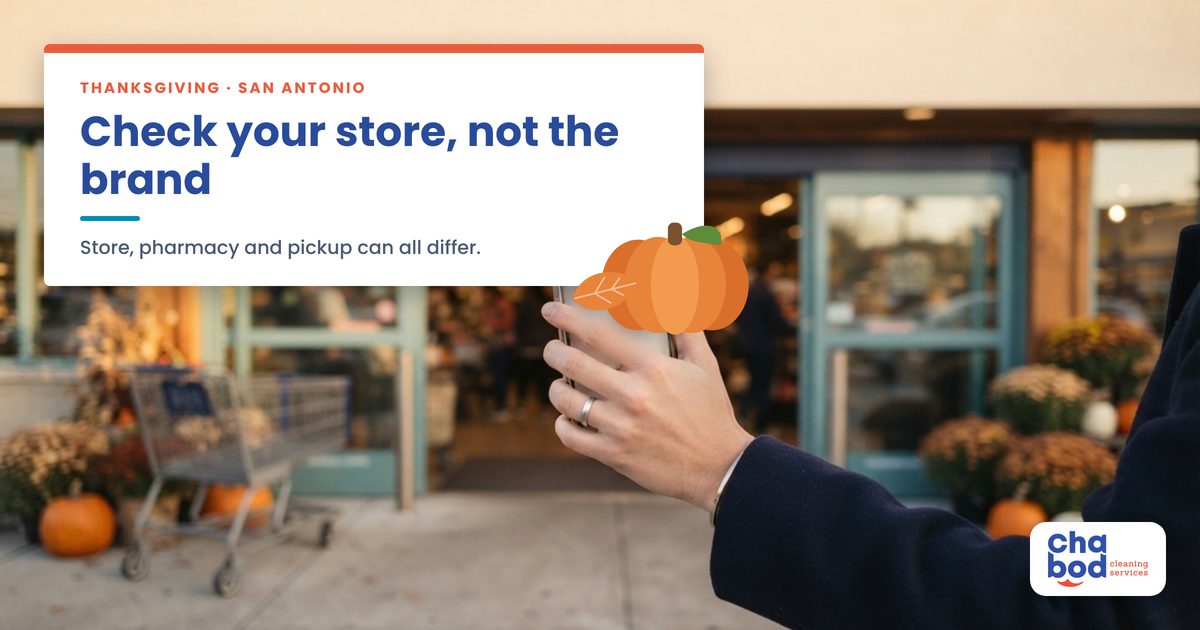 THANKSGIVING · SAN ANTONIO
Check your store, not the
brand
Store, pharmacy and pickup can all differ.
cha
bod
cleaning
services